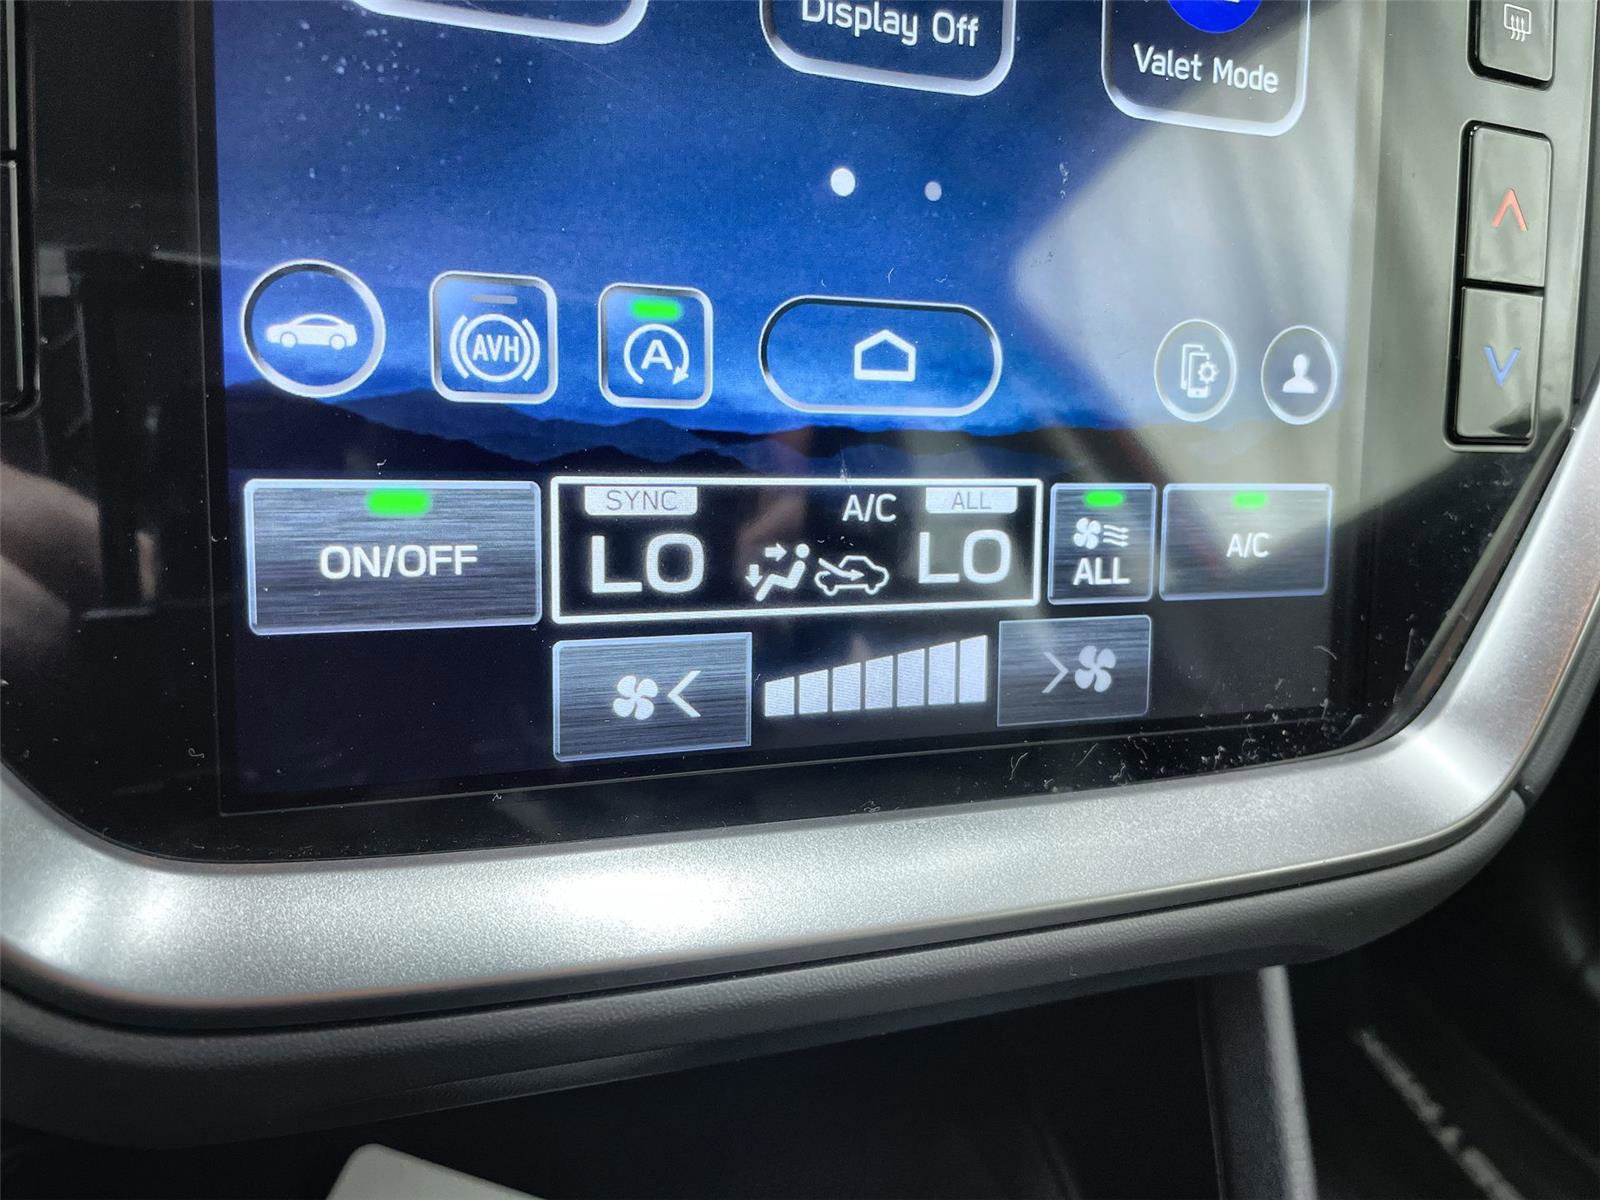 Display Off
Valet Mode
AVH
A
ON/OFF
SYNC
A/C
ALL
LO
LO
ALL
A/C